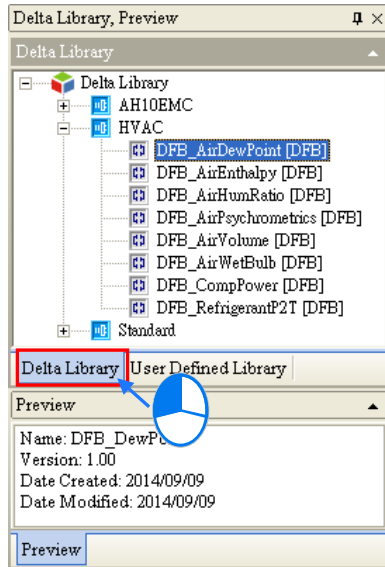 Delta Library, Preview
Delta Library
Delta Library
AH10EMC
HVAC
DFB_AirDewPoint [DFB]
DFB_AirEnthalpy [DFB]
DFB_AirHumRatio [DFB]
DFB_AirPsychrometrics [DFB]
DFB_AirVolume [DFB]
DFB_AirWetBulb [DFB]
DFB_CompPower [DFB]
DFB_RefrigerantP2T [DFB]
Standard
Delta Library User Defined Library
Preview
Name:
Version: 1.00
Date Created: 2014/09/09
Date Modified: 2014/09/09
Preview